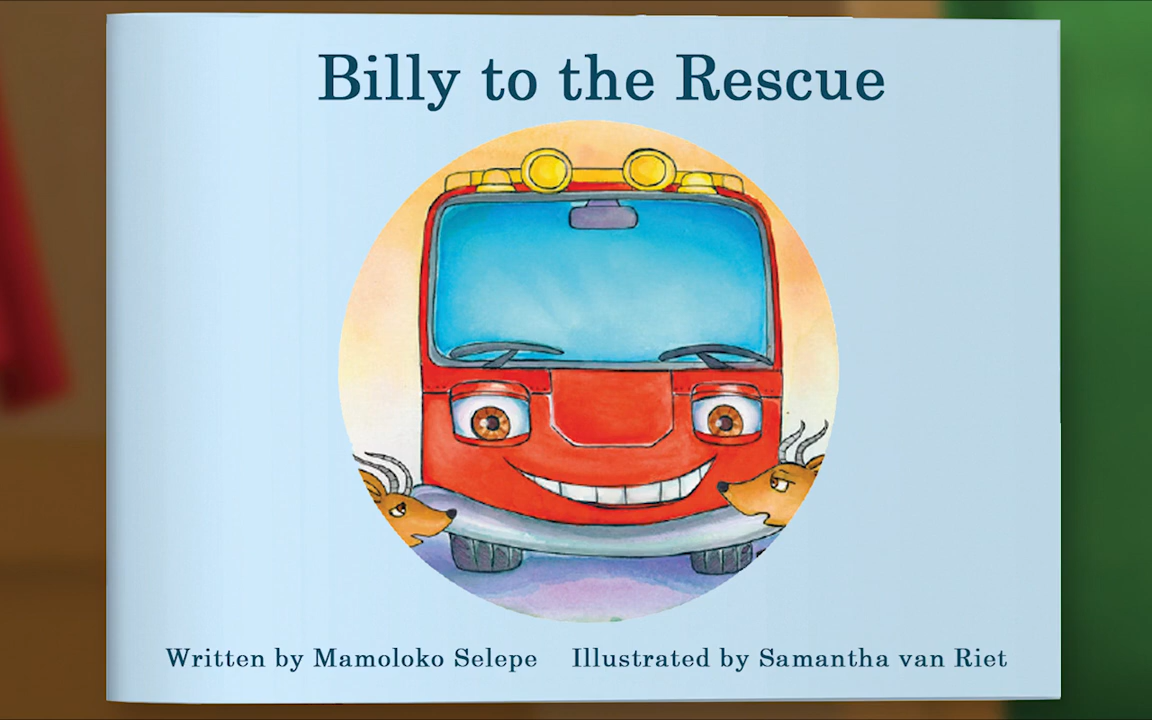 Billy to the Rescue
Written by Mamoloko Selepe Illustrated by Samantha van Riet